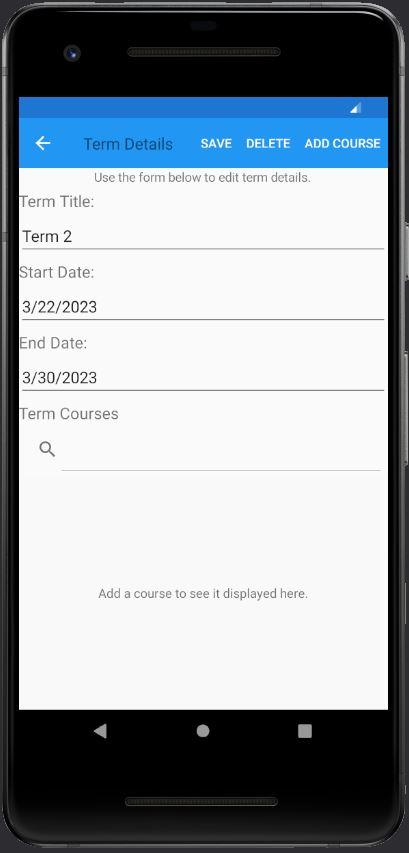 Term Details SAVE DELETE ADD COURSE
Use the form below to edit term details.
Term Title:
Term 2
Start Date:
3/22/2023
End Date:
3/30/2023
Term Courses
Add a course to see it displayed here.